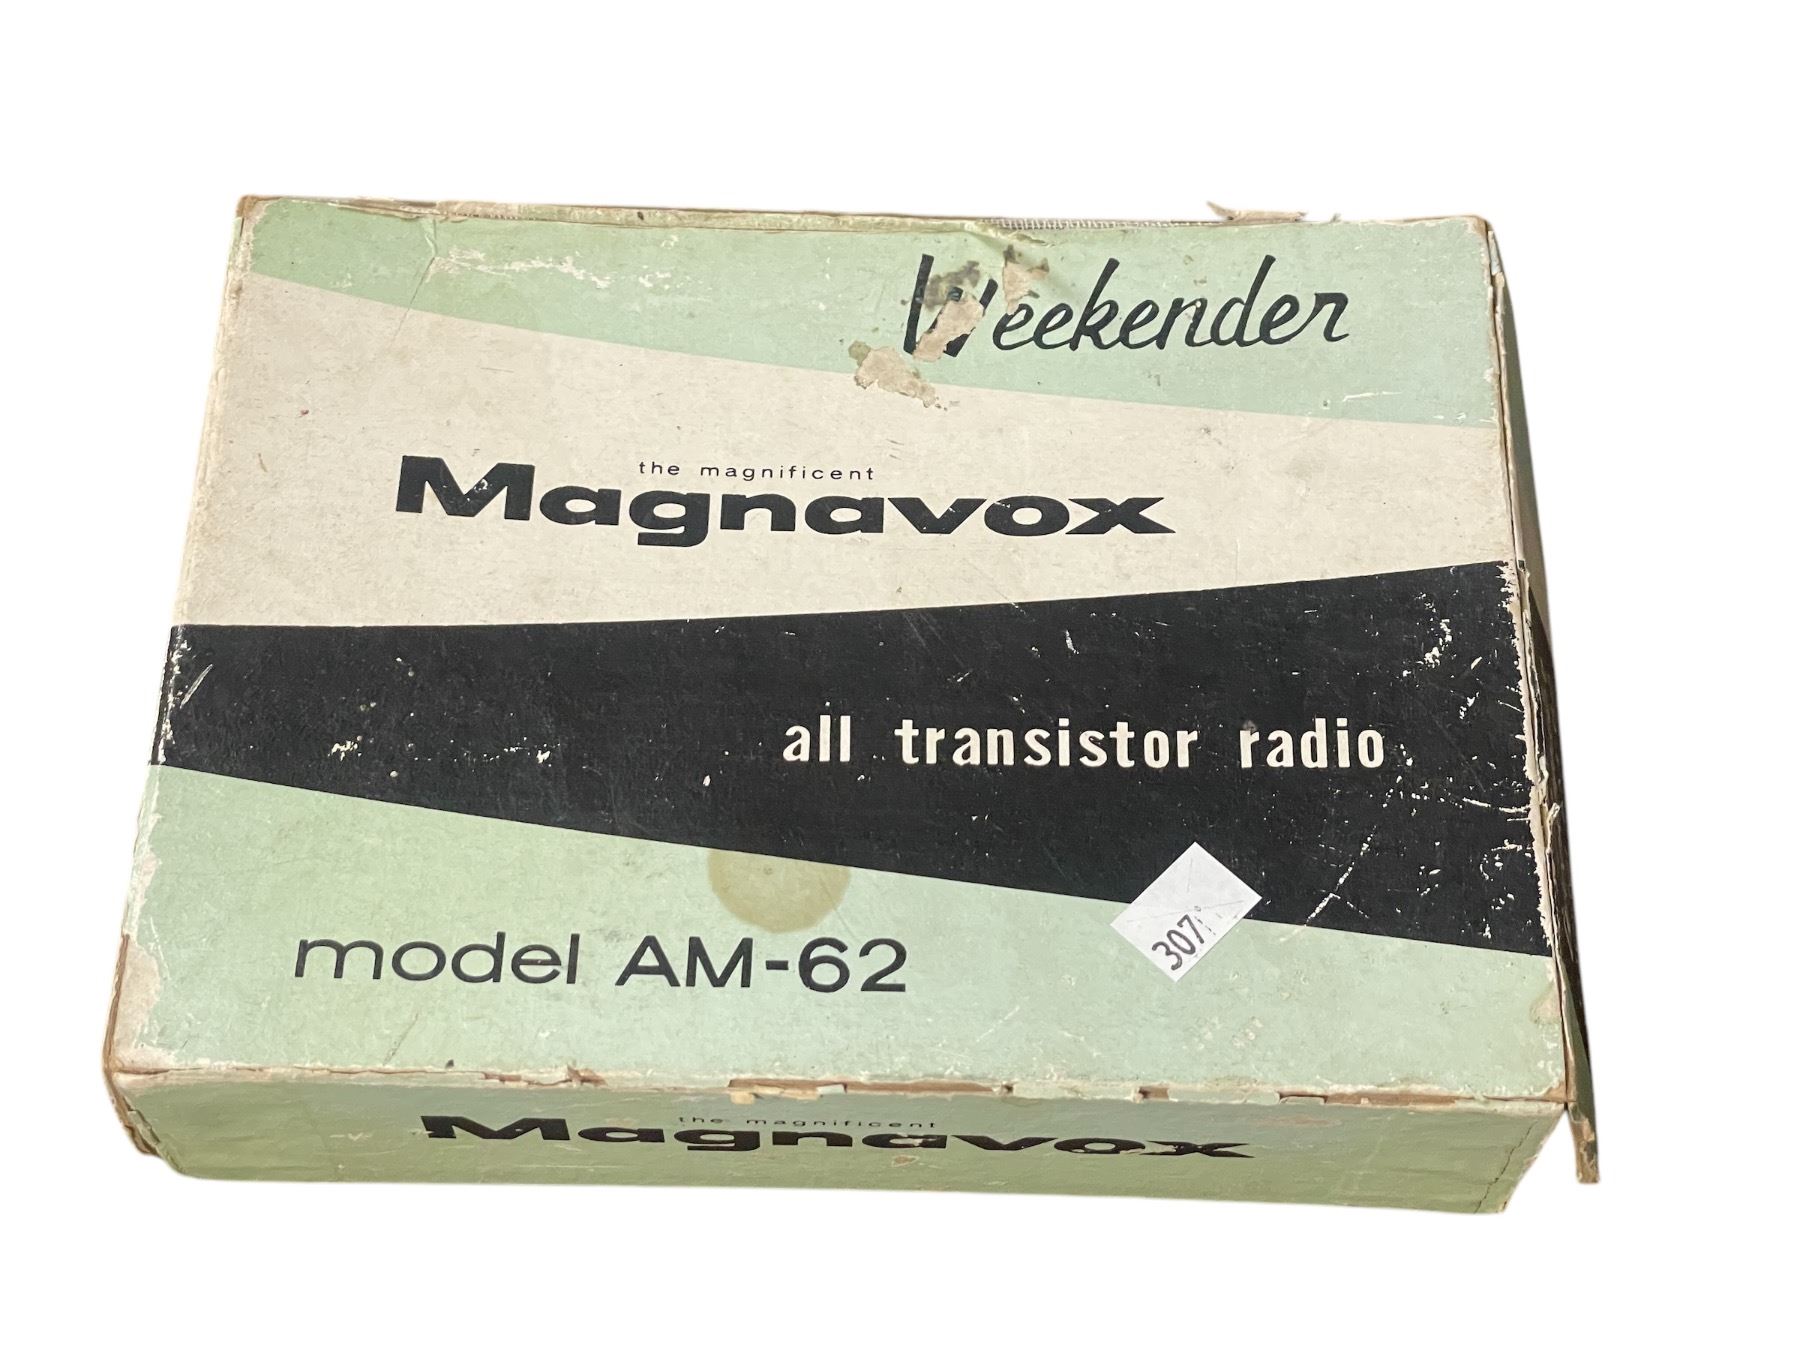 Weekender
the magnificent
Magnavox
all transistor radio
model AM-62
307
the magnificent
Magnavox